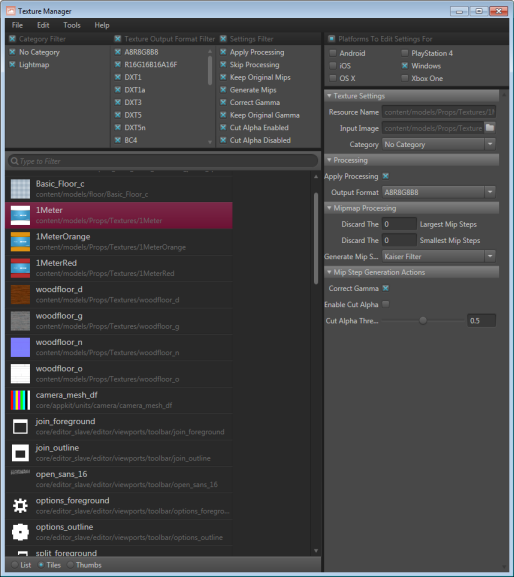 Texture Manager
File Edit Tools Help
Category Filter
No Category
Lightmap
Texture Output Format Filter
A8R8G8B8
R16G16B16A16F
DXT1
DXT1a
DXT3
DXT5
DXT5n
BC4
Settings Filter
Apply Processing
Skip Processing
Keep Original Mips
Generate Mips
Correct Gamma
Keep Original Gamma
Cut Alpha Enabled
Cut Alpha Disabled
Type to Filter
Basic_Floor_c
content/models/floor/Basic_Floor_c
1Meter
content/models/Props/Textures/1Meter
1MeterOrange
content/models/Props/Textures/1MeterOrange
1MeterRed
content/models/Props/Textures/1MeterRed
woodfloor_d
content/models/Props/Textures/woodfloor_d
woodfloor_g
content/models/Props/Textures/woodfloor_g
woodfloor_n
content/models/Props/Textures/woodfloor_n
woodfloor_o
content/models/Props/Textures/woodfloor_o
camera_mesh_df
core/appkit/units/camera/camera_mesh_df
join_foreground
core/editor_slave/editor/viewports/toolbar/join_foreground
join_outline
core/editor_slave/editor/viewports/toolbar/join_outline
open_sans_16
core/editor_slave/editor/viewports/toolbar/open_sans_16
options_foreground
core/editor_slave/editor/viewports/toolbar/options_foregro...
options_outline
core/editor_slave/editor/viewports/toolbar/options_outline
split_foreground
List Tiles Thumbs
Platforms To Edit Settings For
Android PlayStation 4
iOS Windows
OS X Xbox One
Texture Settings
Resource Name content/models/Props/Textures/1M
Input Image content/models/Props/Texture
Category No Category
Processing
Apply Processing
Output Format A8R8G8B8
Mipmap Processing
Discard The 0 Largest Mip Steps
Discard The 0 Smallest Mip Steps
Generate Mip S... Kaiser Filter
Mip Step Generation Actions
Correct Gamma
Enable Cut Alpha
Cut Alpha Thre... 0.5